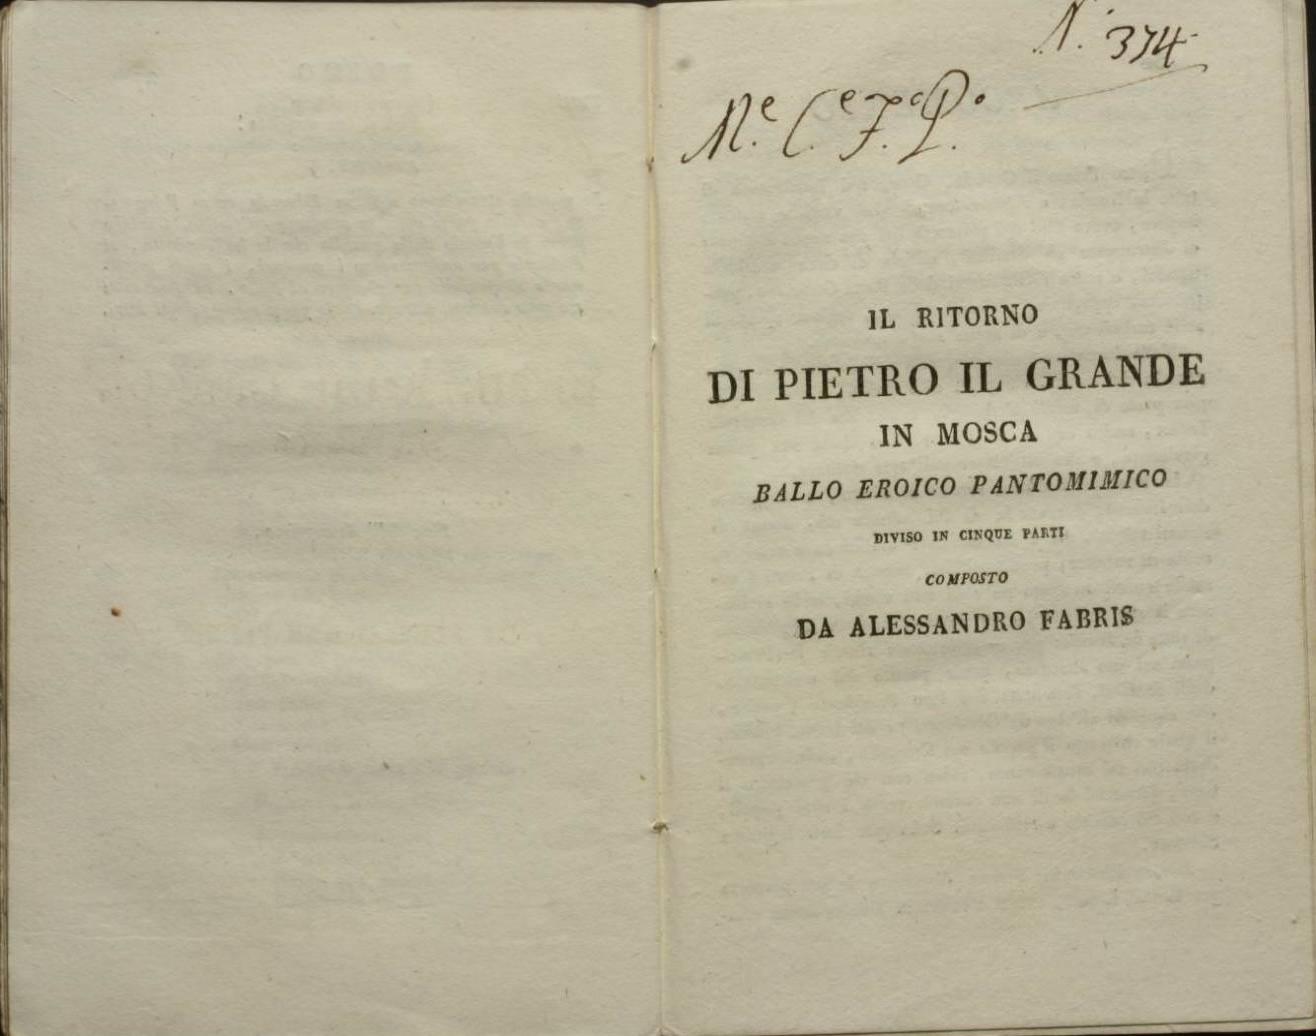 N. 374
N.e C.e F.o P.o
IL RITORNO
DI PIETRO IL GRANDE
IN MOSCA
BALLO EROICO PANTOMIMICO
DIVISO IN CINQUE PARTI
COMPOSTO
DA ALESSANDRO FABRIS